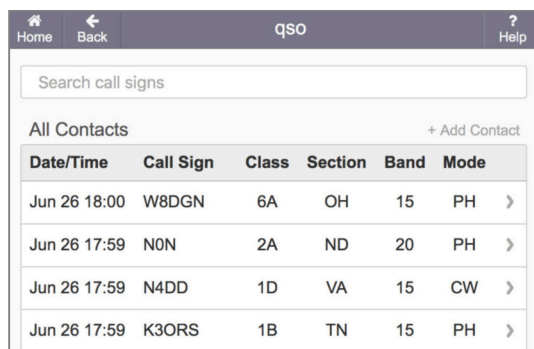 Home Back qso ? Help
Search call signs
All Contacts + Add Contact
Date/Time Call Sign Class Section Band Mode
Jun 26 18:00 W8DGN 6A OH 15 PH
Jun 26 17:59 N0N 2A ND 20 PH
Jun 26 17:59 N4DD 1D VA 15 CW
Jun 26 17:59 K3ORS 1B TN 15 PH